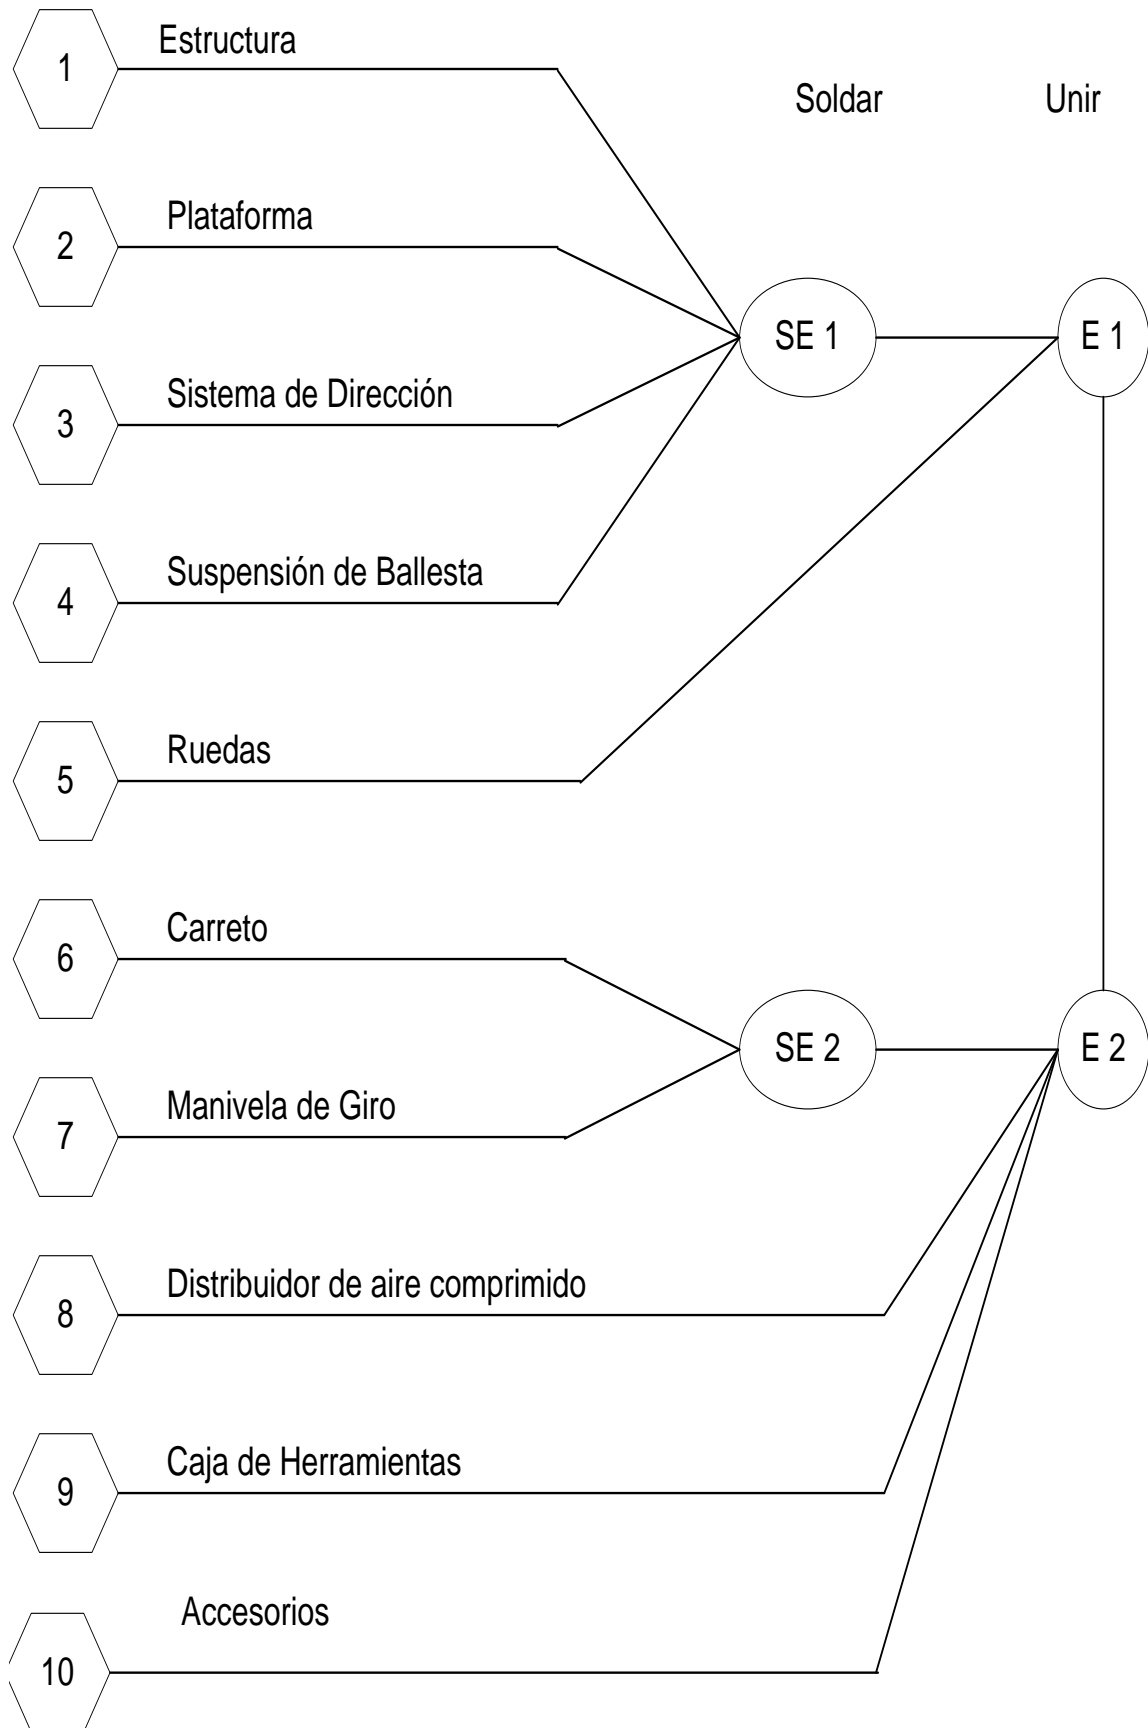 1 Estructura
Soldar Unir
2 Plataforma
SE 1 E 1
3 Sistema de Dirección
4 Suspensión de Ballesta
5 Ruedas
6 Carreto
SE 2 E 2
7 Manivela de Giro
8 Distribuidor de aire comprimido
9 Caja de Herramientas
10 Accesorios